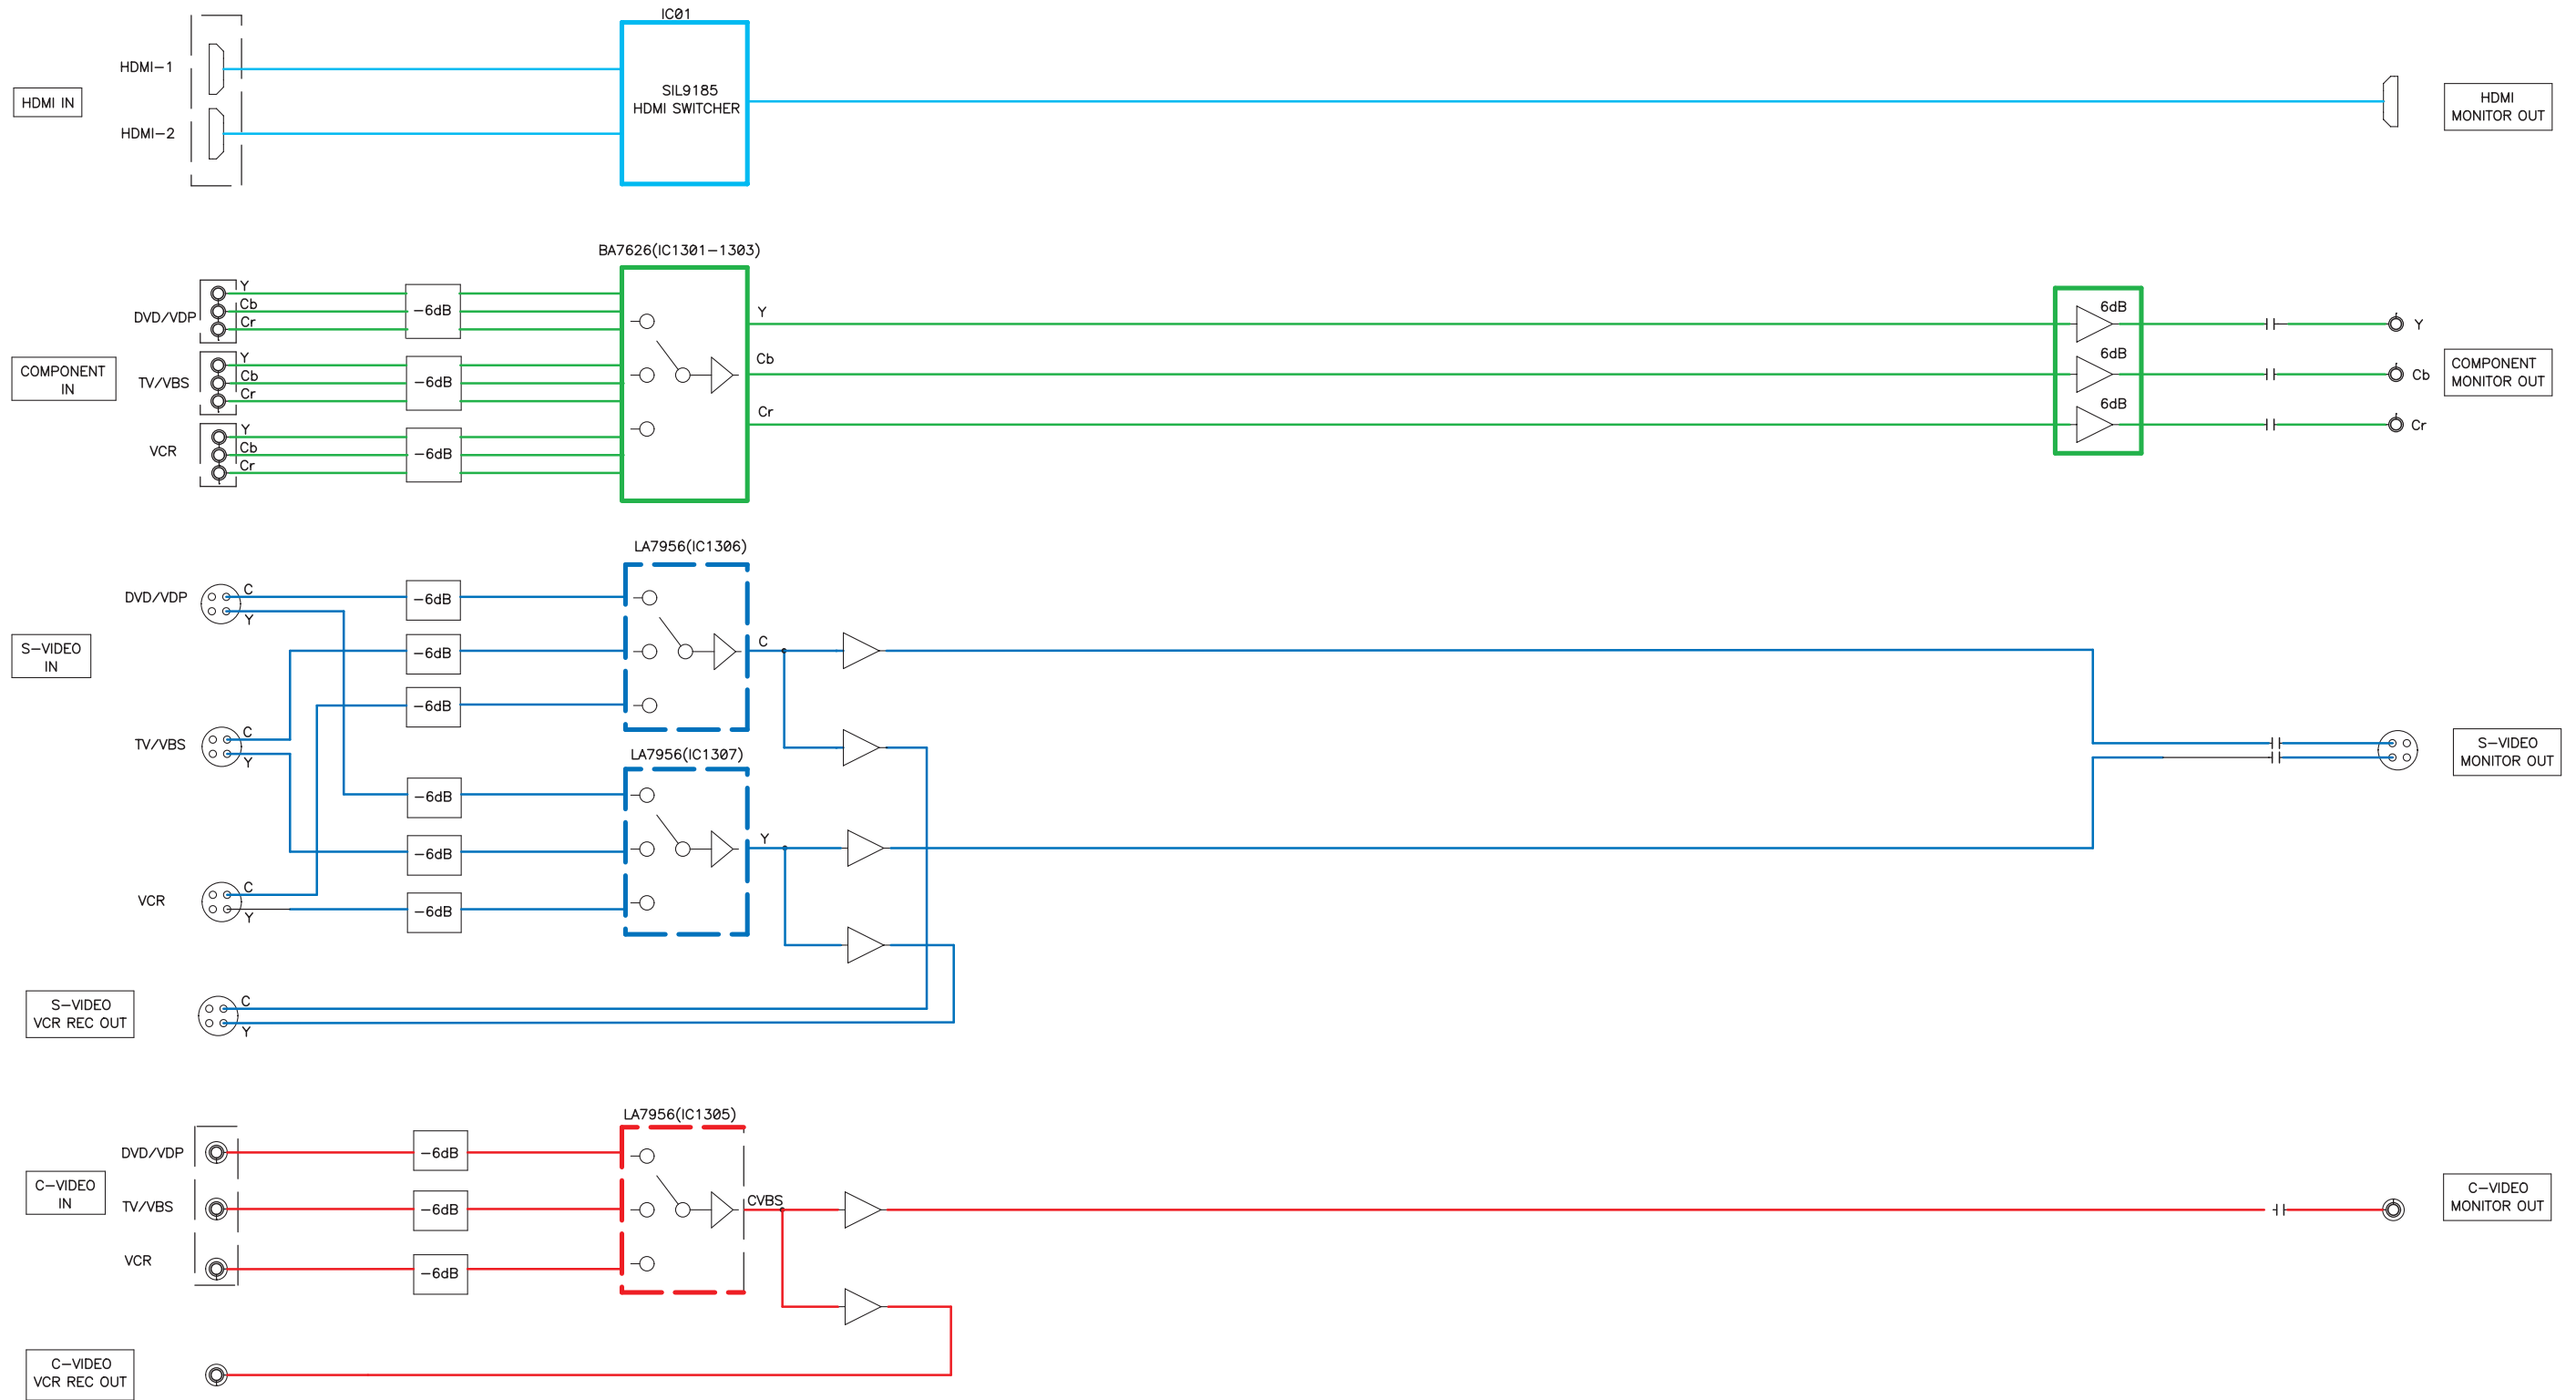 IC01
HDMI-1
SIL9185
HDMI SWITCHER
HDMI IN
HDMI-2
HDMI
MONITOR OUT
BA7626(IC1301-1303)
DVD/VDP
Y
Cb
Cr
-6dB
COMPONENT
IN
TV/VBS
Y
Cb
Cr
-6dB
VCR
Y
Cb
Cr
-6dB
Y
Cb
Cr
6dB
6dB
6dB
Y
Cb
Cr
COMPONENT
MONITOR OUT
LA7956(IC1306)
DVD/VDP
C
Y
-6dB
S-VIDEO
IN
-6dB
-6dB
C
TV/VBS
C
Y
LA7956(IC1307)
-6dB
-6dB
Y
VCR
C
Y
-6dB
S-VIDEO
MONITOR OUT
S-VIDEO
VCR REC OUT
C
Y
LA7956(IC1305)
DVD/VDP
-6dB
C-VIDEO
IN
TV/VBS
-6dB
CVBS
VCR
-6dB
C-VIDEO
MONITOR OUT
C-VIDEO
VCR REC OUT